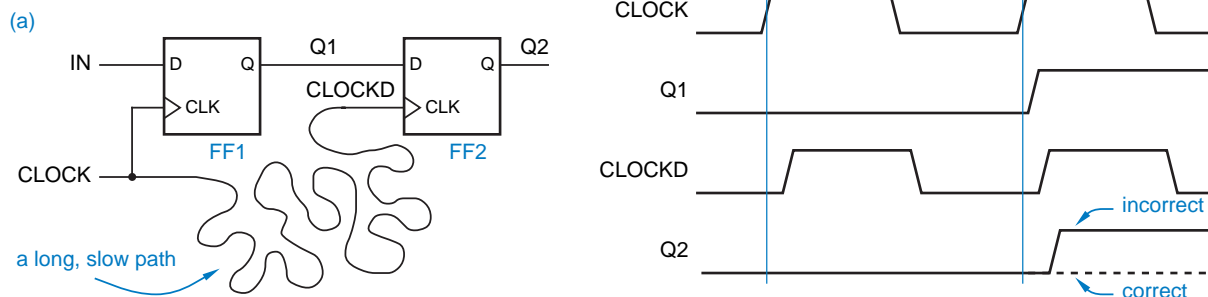 (a)
IN
D
Q
CLK
FF1
Q1
CLOCKD
D
Q
CLK
FF2
Q2
CLOCK
a long, slow path
CLOCK
Q1
CLOCKD
Q2
incorrect
correct